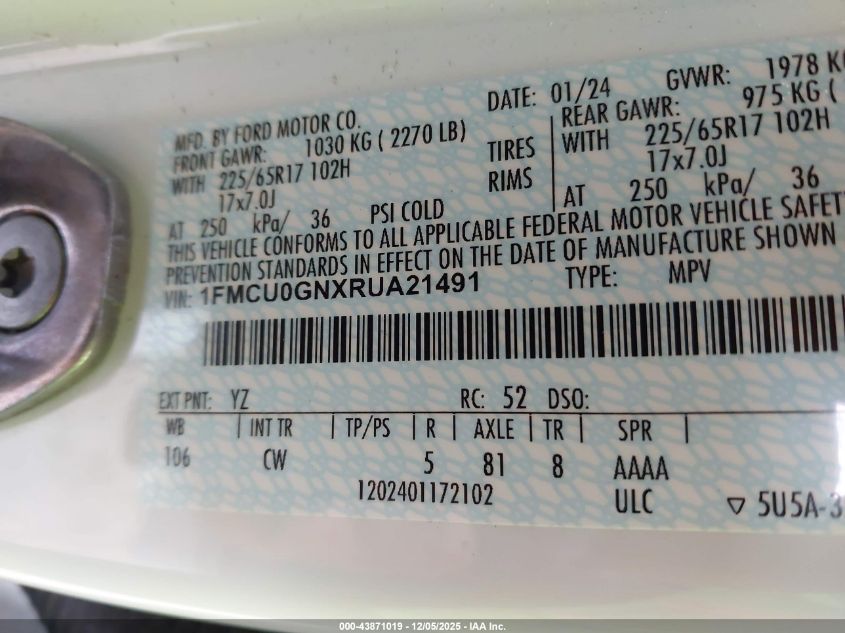 MFD. BY FORD MOTOR CO. DATE: 01/24 GVWR: 1978 KG
FRONT GAWR: 1030 KG ( 2270 LB) REAR GAWR: 975 KG (
WITH 225/65R17 102H TIRES WITH 225/65R17 102H
17x7.0J RIMS 17x7.0J
AT 250 kPa/ 36 PSI COLD AT 250 kPa/ 36
THIS VEHICLE CONFORMS TO ALL APPLICABLE FEDERAL MOTOR VEHICLE SAFET
PREVENTION STANDARDS IN EFFECT ON THE DATE OF MANUFACTURE SHOWN
VIN: 1FMCU0GNXRUA21491 TYPE: MPV
EXT PNT: YZ RC: 52 DSO:
WB | INT TR | TP/PS | R | AXLE | TR | SPR |
106 CW 5 81 8 AAAA
1202401172102 ULC ▽ 5U5A-3
000-43871019 - 12/05/2025 - IAA Inc.